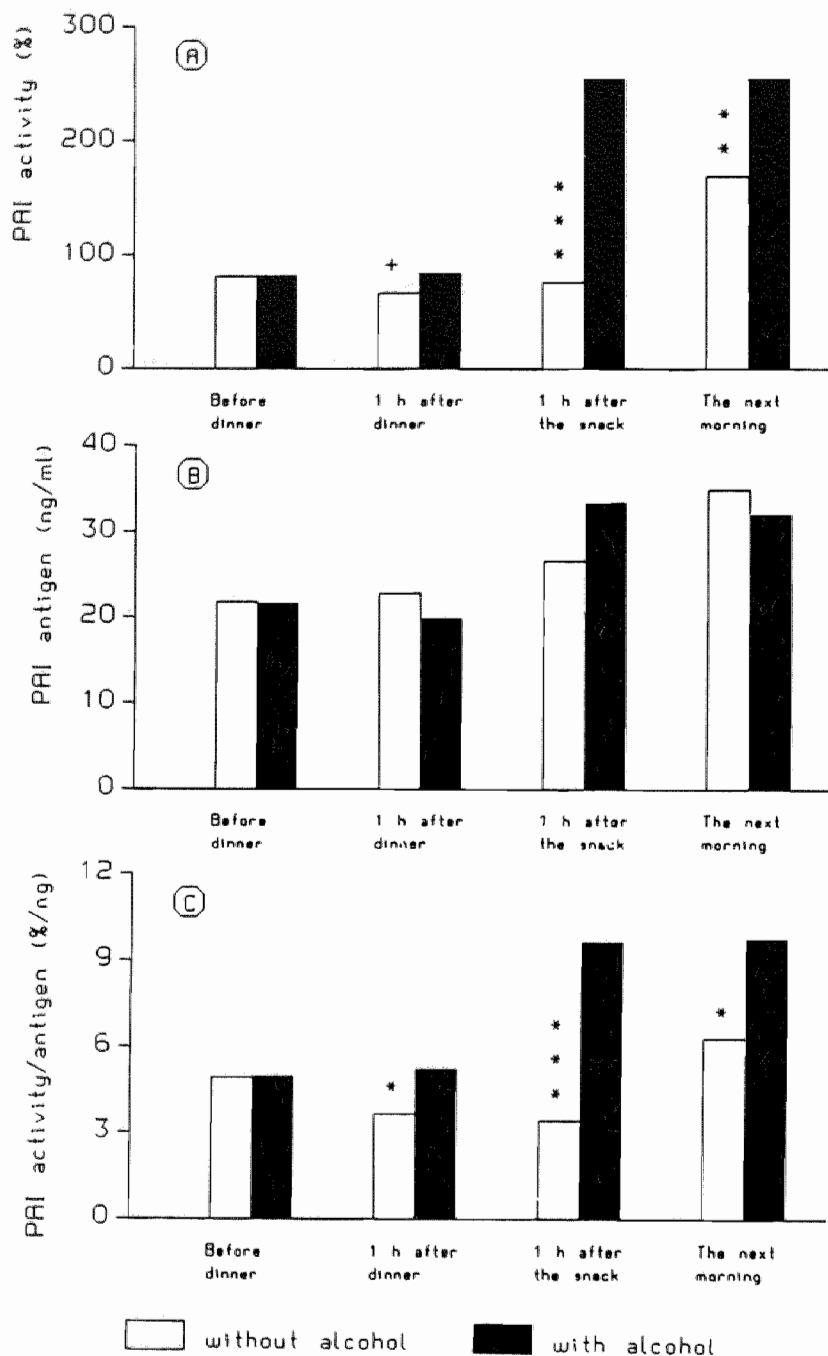 PAI activity (%)
300
200
100
0
A
+
*
*
*
*
*
Before
dinner
1 h after
dinner
1 h after
the snack
The next
morning
PAI antigen (ng/ml)
40
30
20
10
0
B
Before
dinner
1 h after
dinner
1 h after
the snack
The next
morning
PAI activity/antigen (%/ng)
12
9
6
3
0
C
*
*
*
*
*
Before
dinner
1 h after
dinner
1 h after
the snack
The next
morning
without alcohol
with alcohol